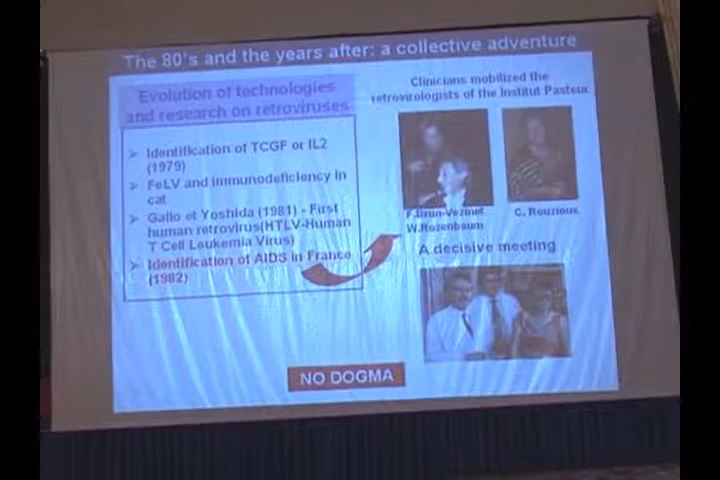 The 80's and the years after: a collective adventure
Evolution of technologies
and research on retroviruses
Identification of TCGF or IL2
(1979)
FeLV and immunodeficiency in
cat
Gallo et Yoshida (1981) - First
human retrovirus(HTLV-Human
T Cell Leukemia Virus)
Identification of AIDS in France
(1982)
Clinicians mobilized the
retrovirologists of the Institut Pasteur
F.Brun-Vezinet
W.Rozenbaum
C. Rouzioux
A decisive meeting
NO DOGMA